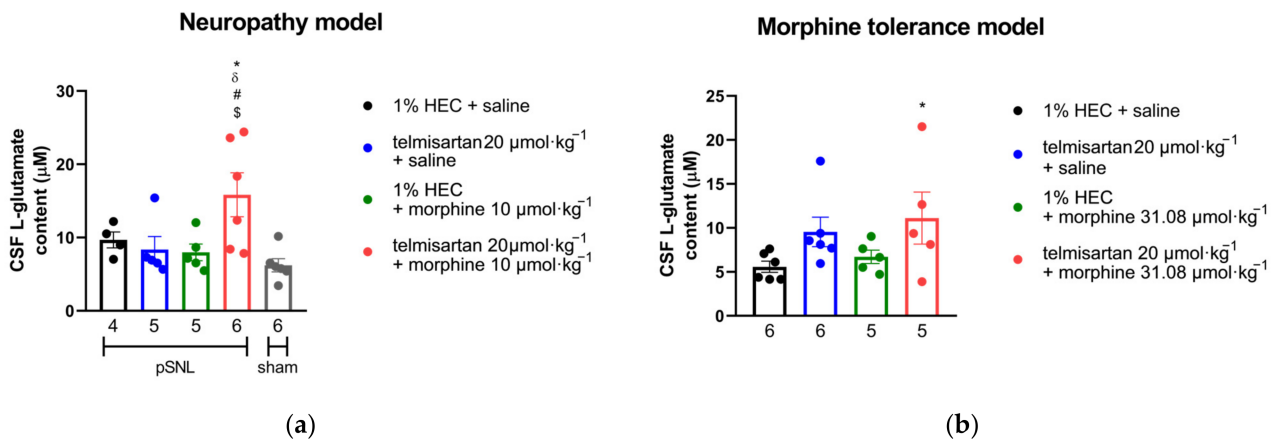 Neuropathy model
CSF L-glutamate
content (µM)
30
20
10
0
*
δ
#
$
4 5 5 6 6
pSNL sham
1% HEC + saline
telmisartan 20 µmol·kg⁻¹
+ saline
1% HEC
+ morphine 10 µmol·kg⁻¹
telmisartan 20µmol·kg⁻¹
+ morphine 10 µmol·kg⁻¹
(a)
Morphine tolerance model
CSF L-glutamate
content (µM)
25
20
15
10
5
0
*
6 6 5 5
1% HEC + saline
telmisartan 20 µmol·kg⁻¹
+ saline
1% HEC
+ morphine 31.08 µmol·kg⁻¹
telmisartan 20 µmol·kg⁻¹
+ morphine 31.08 µmol·kg⁻¹
(b)